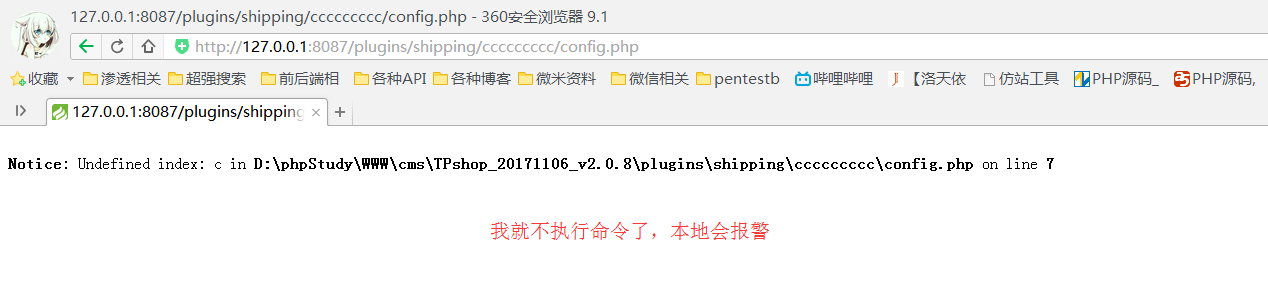 127.0.0.1:8087/plugins/shipping/cccccccccc/config.php - 360安全浏览器 9.1
http://127.0.0.1:8087/plugins/shipping/cccccccccc/config.php
收藏 渗透相关 超强搜索 前后端相 各种API 各种博客 微米资料 微信相关 pentestb 哔哩哔哩 【洛天依 仿站工具 PHP源码_ PHP源码,
127.0.0.1:8087/plugins/shipping
Notice: Undefined index: c in D:\phpStudy\WWW\cms\TPshop_20171106_v2.0.8\plugins\shipping\cccccccccc\config.php on line 7
我就不执行命令了，本地会报警